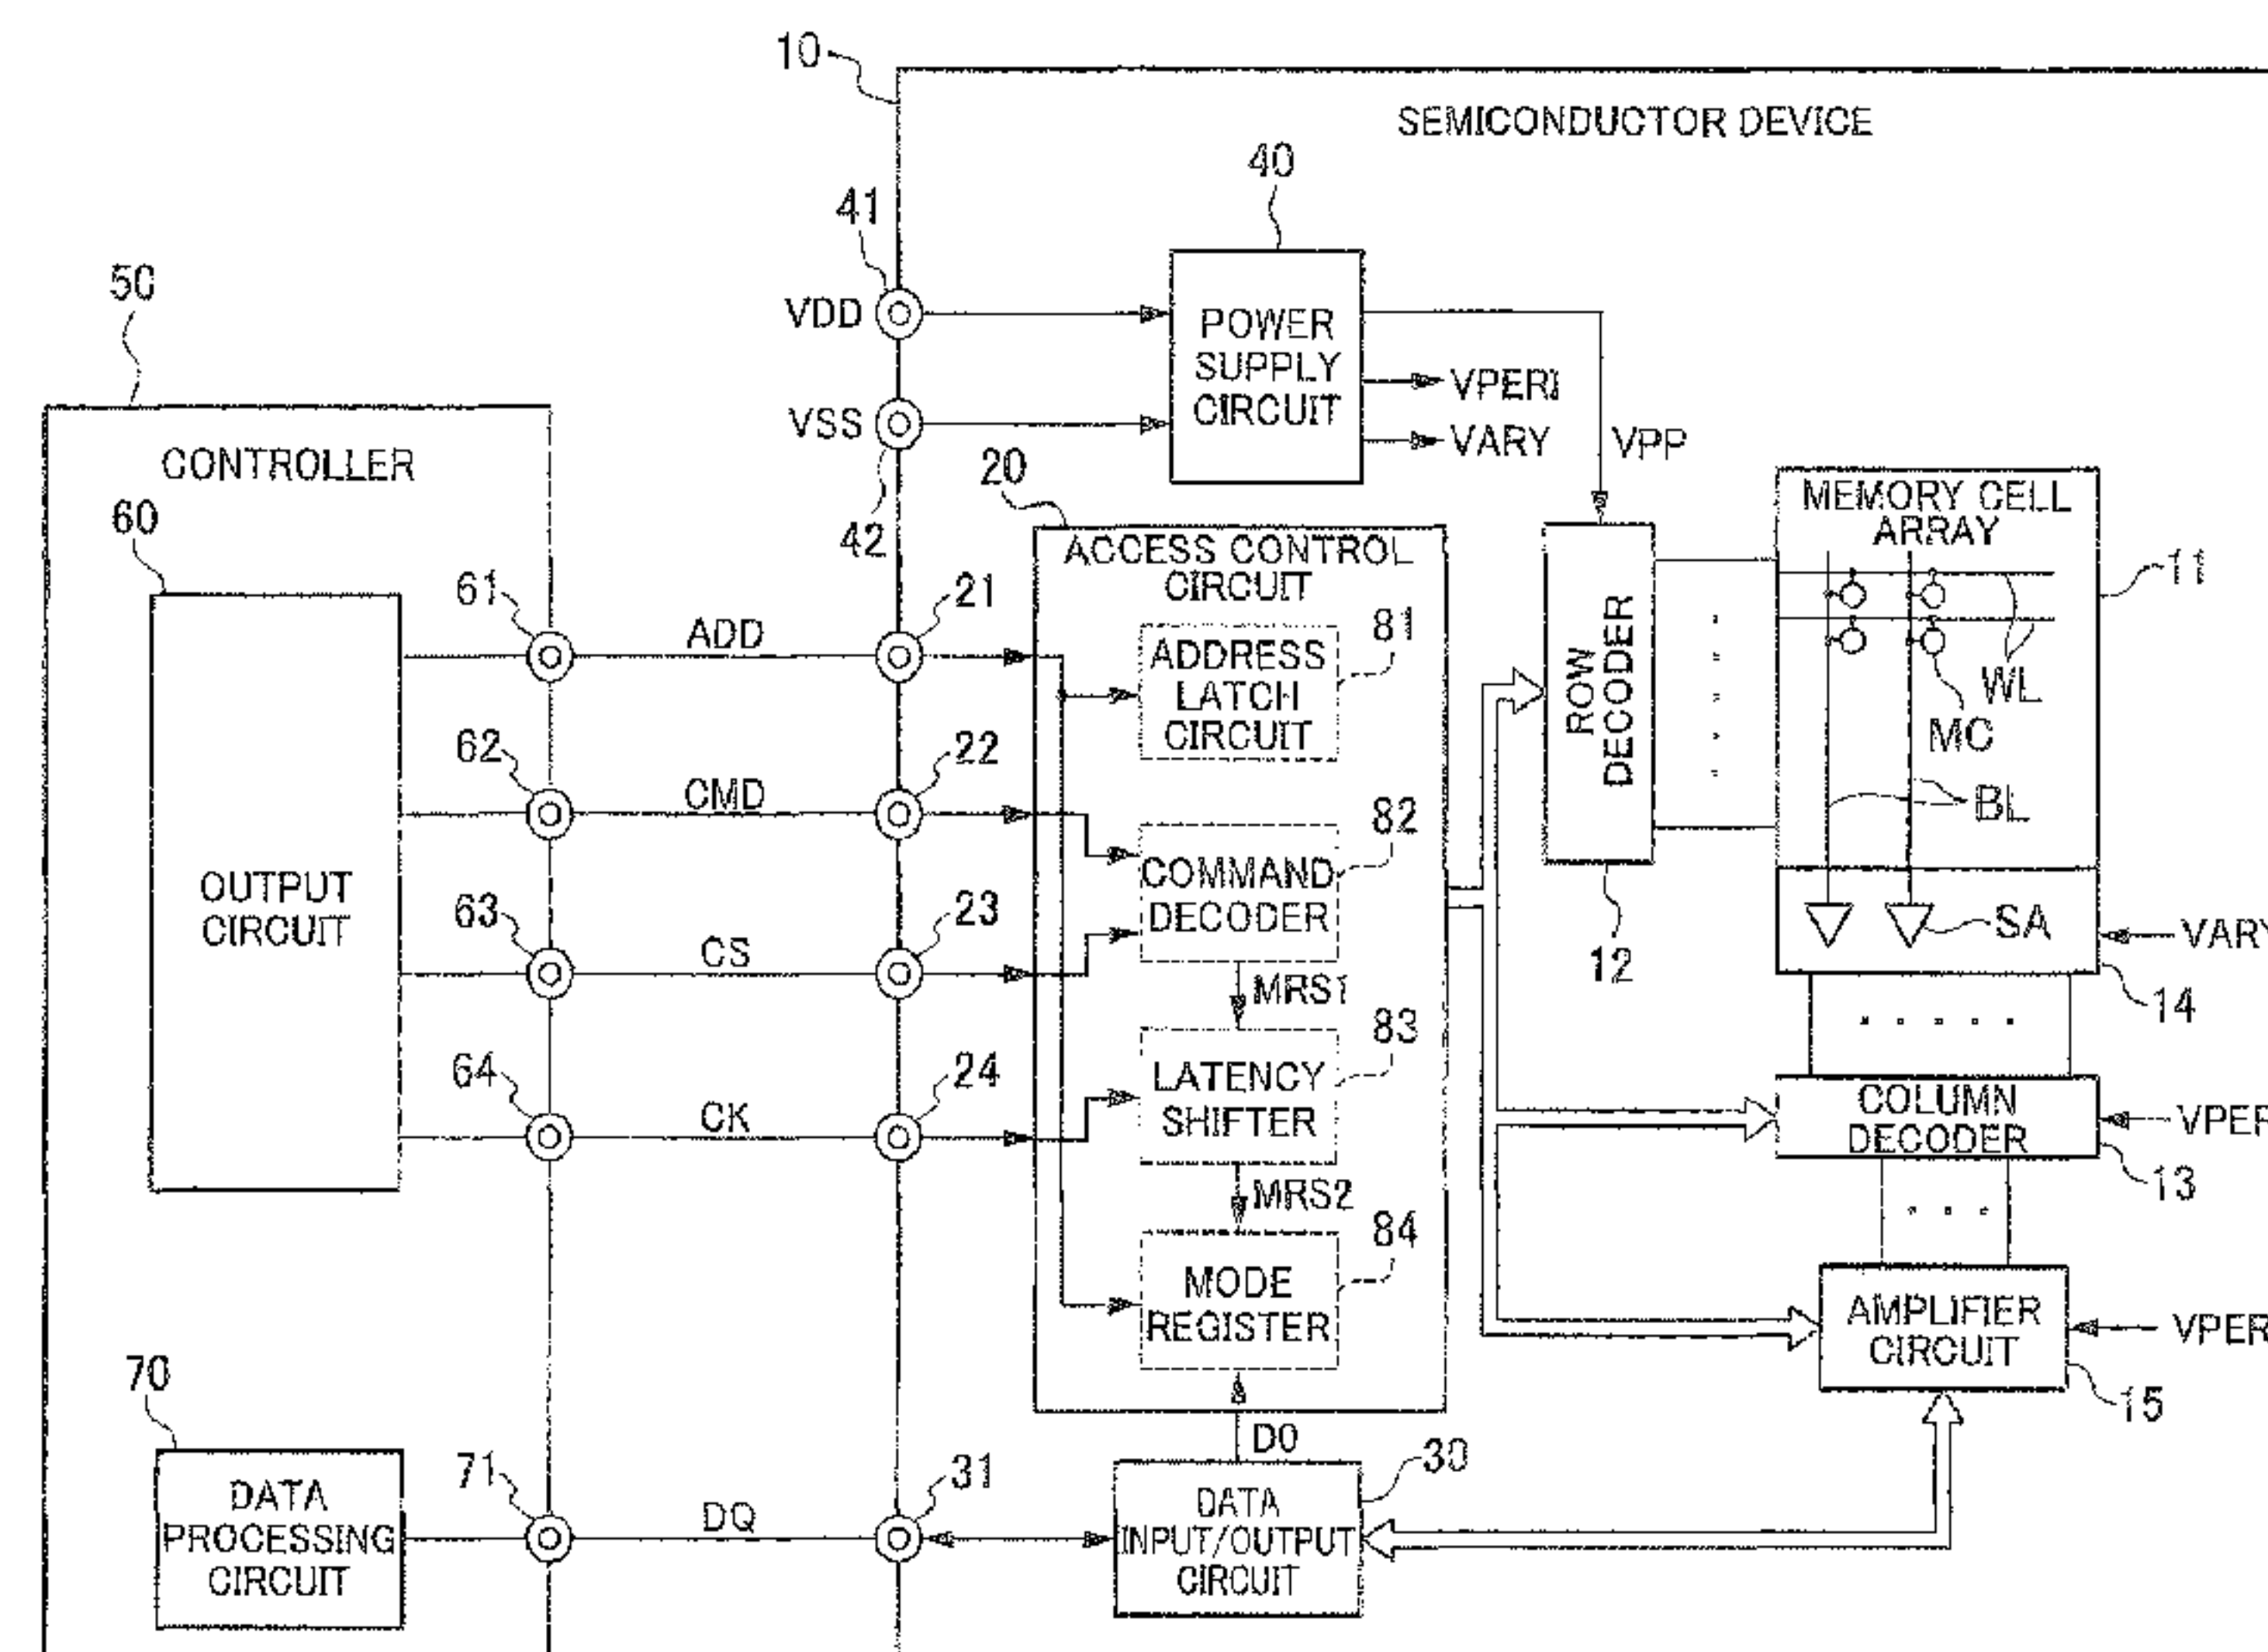 10
SEMICONDUCTOR DEVICE
40
41
50
VDD
POWER
SUPPLY
CIRCUIT
VPERI
VSS
VARY
VPP
42
CONTROLLER
20
60
ACCESS CONTROL
CIRCUIT
MEMORY CELL
ARRAY
11
61
ADD
21
81
ADDRESS
LATCH
CIRCUIT
ROW
DECODER
WL
MC
BL
62
CMD
22
82
COMMAND
DECODER
OUTPUT
CIRCUIT
63
CS
23
12
SA
VARY
14
MRS1
83
64
CK
24
LATENCY
SHIFTER
COLUMN
DECODER
VPER
13
MRS2
84
MODE
REGISTER
AMPLIFIER
CIRCUIT
VPER
15
70
D0
30
71
DQ
31
DATA
PROCESSING
CIRCUIT
DATA
INPUT/OUTPUT
CIRCUIT